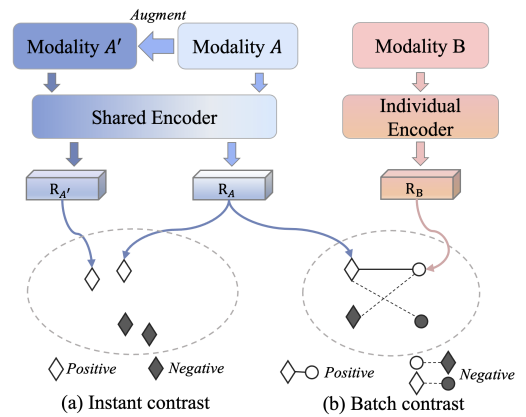 Augment
Modality A′
Modality A
Modality B
Shared Encoder
Individual
Encoder
R_A′
R_A
R_B
Positive
Negative
Positive
Negative
(a) Instant contrast
(b) Batch contrast